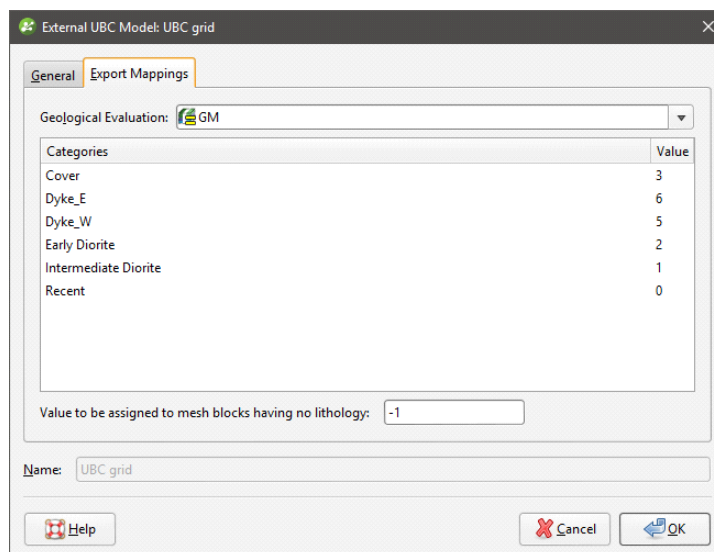 External UBC Model: UBC grid
General Export Mappings
Geological Evaluation: GM
Categories Value
Cover 3
Dyke_E 6
Dyke_W 5
Early Diorite 2
Intermediate Diorite 1
Recent 0
Value to be assigned to mesh blocks having no lithology: -1
Name: UBC grid
Help Cancel OK